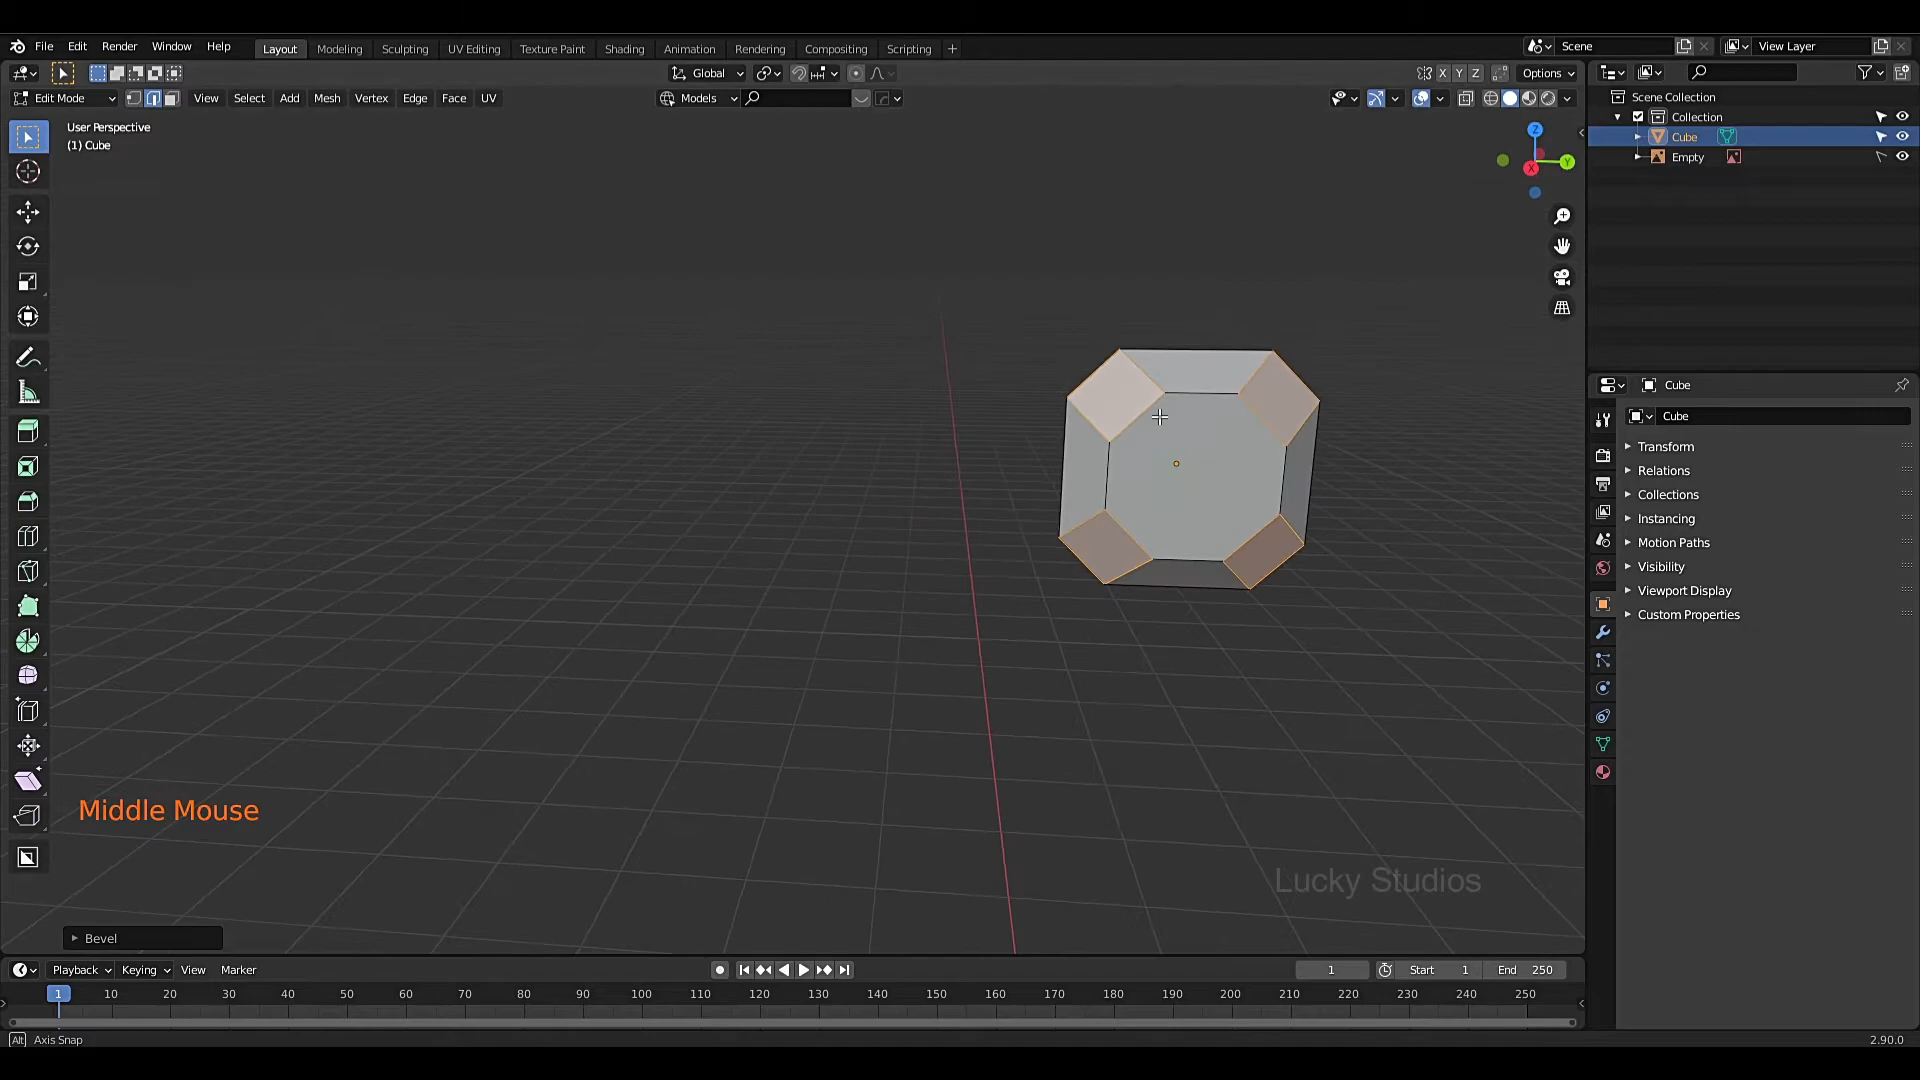 File Edit Render Window Help Layout Modeling Sculpting UV Editing Texture Paint Shading Animation Rendering Compositing Scripting + Scene View Layer
Global X Y Z Options
Edit Mode View Select Add Mesh Vertex Edge Face UV Models
User Perspective
(1) Cube
Z
Y
X
Scene Collection
Collection
Cube
Empty
Cube
Cube
Transform
Relations
Collections
Instancing
Motion Paths
Visibility
Viewport Display
Custom Properties
Middle Mouse
Lucky Studios
Bevel
Playback Keying View Marker 1 Start 1 End 250
1 10 20 30 40 50 60 70 80 90 100 110 120 130 140 150 160 170 180 190 200 210 220 230 240 250
Alt Axis Snap 2.90.0